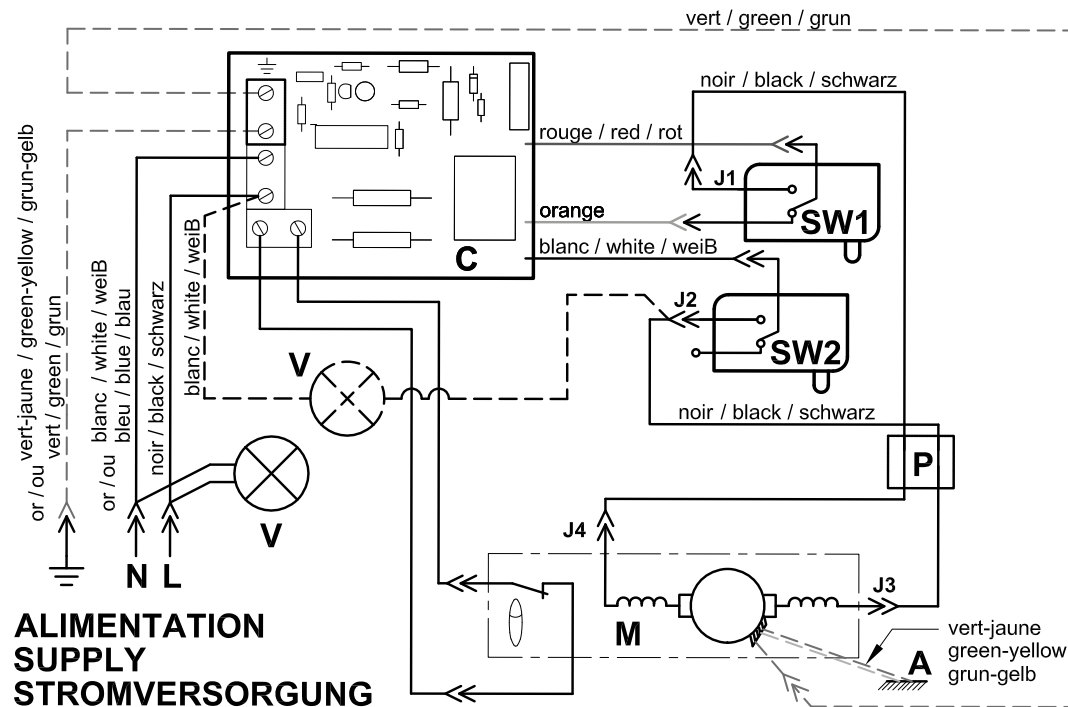 vert / green / grun
noir / black / schwarz
rouge / red / rot
J1
SW1
orange
C
blanc / white / weiB
J2
SW2
noir / black / schwarz
P
or / ou vert-jaune / green-yellow / grun-gelb
vert / green / grun
or / ou blanc / white / weiB
bleu / blue / blau
noir / black / schwarz
blanc / white / weiB
V
V
N L
J4
J3
M
A
vert-jaune
green-yellow
grun-gelb
ALIMENTATION
SUPPLY
STROMVERSORGUNG